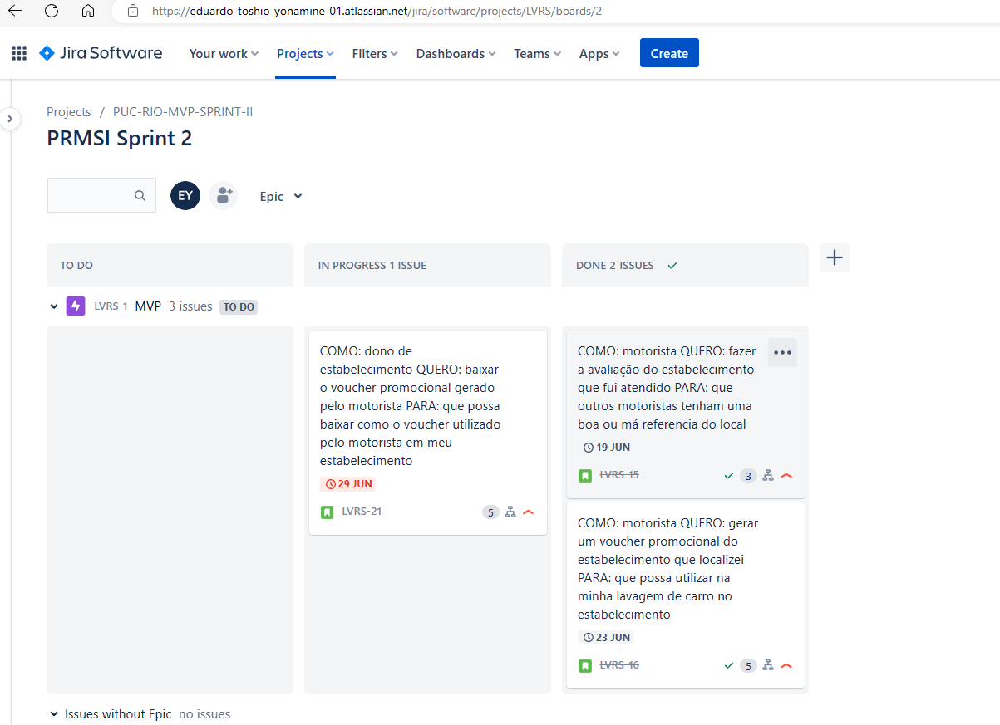 https://eduardo-toshio-yonamine-01.atlassian.net/jira/software/projects/LVRS/boards/2
Jira Software Your work Projects Filters Dashboards Teams Apps Create
Projects / PUC-RIO-MVP-SPRINT-II
PRMSI Sprint 2
EY Epic
TO DO
IN PROGRESS 1 ISSUE
DONE 2 ISSUES
LVRS-1 MVP 3 issues TO DO
COMO: dono de
estabelecimento QUERO: baixar
o voucher promocional gerado
pelo motorista PARA: que possa
baixar como o voucher utilizado
pelo motorista em meu
estabelecimento
29 JUN
LVRS-21 5
COMO: motorista QUERO: fazer
a avaliação do estabelecimento
que fui atendido PARA: que
outros motoristas tenham uma
boa ou má referencia do local
19 JUN
LVRS-15 3
COMO: motorista QUERO: gerar
um voucher promocional do
estabelecimento que localizei
PARA: que possa utilizar na
minha lavagem de carro no
estabelecimento
23 JUN
LVRS-16 5
Issues without Epic no issues